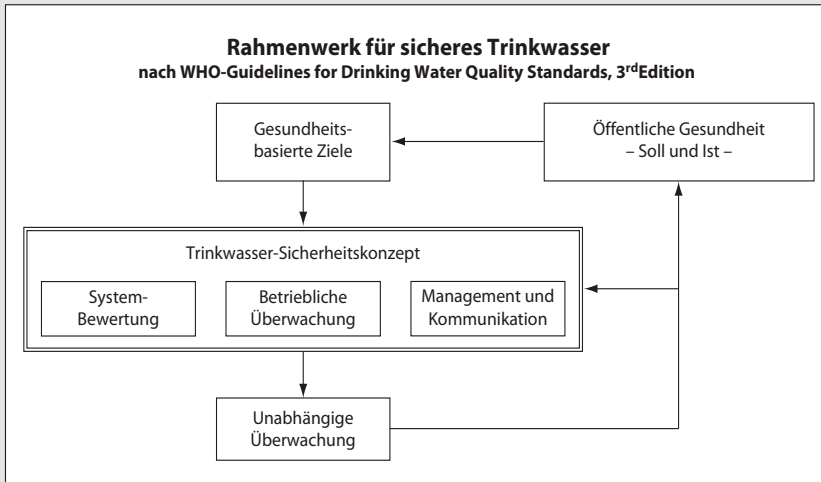 Rahmenwerk für sicheres Trinkwasser
nach WHO-Guidelines for Drinking Water Quality Standards, 3rdEdition
Gesundheits-
basierte Ziele
Öffentliche Gesundheit
– Soll und Ist –
Trinkwasser-Sicherheitskonzept
System-
Bewertung
Betriebliche
Überwachung
Management und
Kommunikation
Unabhängige
Überwachung